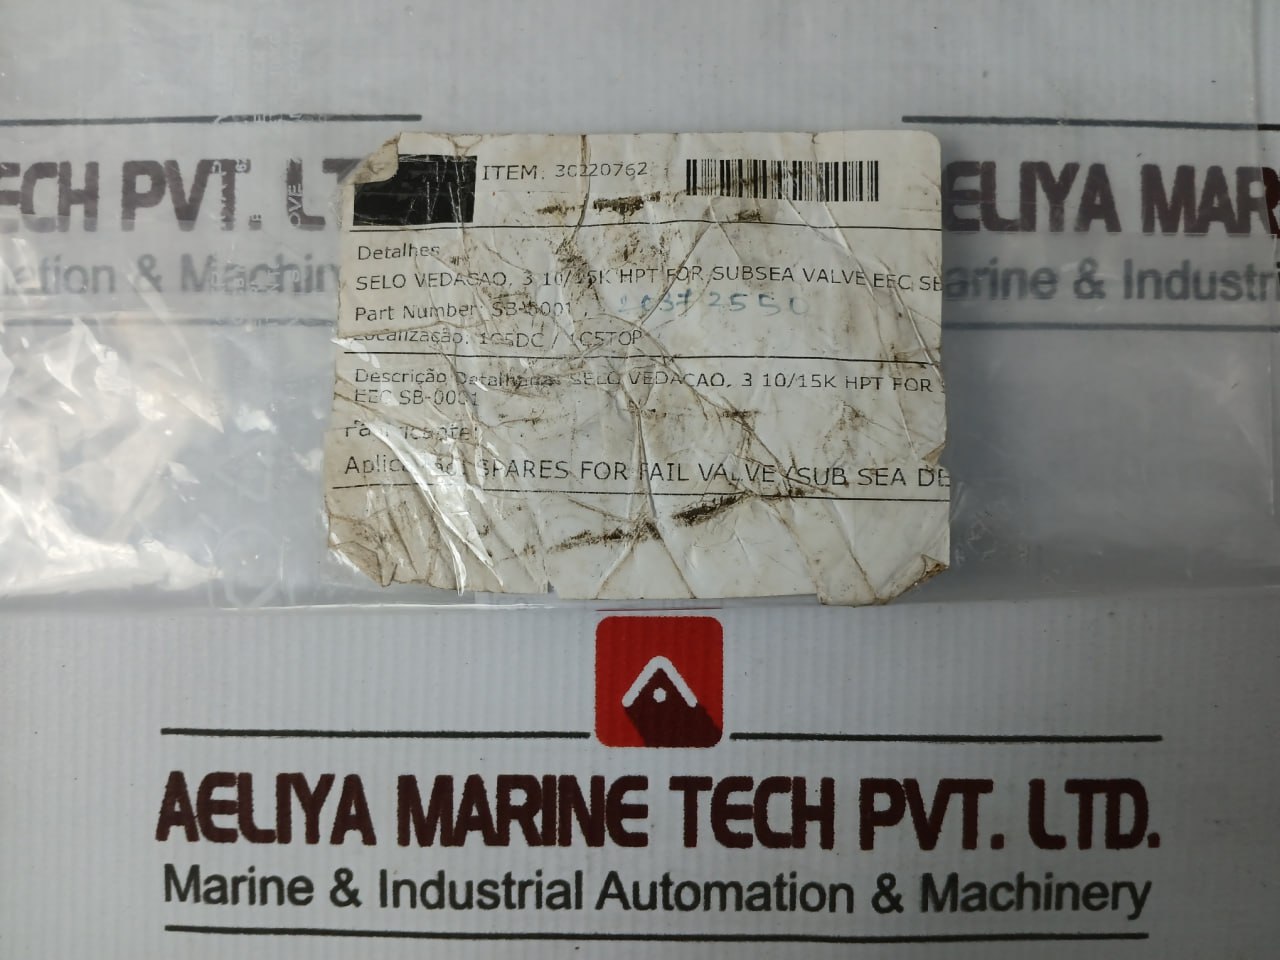 ECH PVT. LT
ELIYA MAR
ation & Machin
arine & Industri
ITEM: 30220762
Detalhes
SELO VEDACAO, 3 10/15K HPT FOR SUBSEA VALVE EEC SB
Part Number: SB-0001,
Localização: 1C5DC / 1C5TOP
Descrição Detalhada: SELO VEDACAO, 3 10/15K HPT FOR
EEC SB-0001
Fabricante:
Aplicação: SPARES FOR FAIL VALVE (SUB SEA DE
AELIYA MARINE TECH PVT. LTD.
Marine & Industrial Automation & Machinery